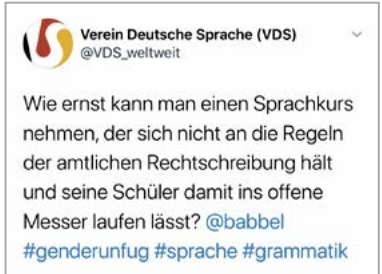 Verein Deutsche Sprache (VDS)
@VDS_weltweit
Wie ernst kann man einen Sprachkurs
nehmen, der sich nicht an die Regeln
der amtlichen Rechtschreibung hält
und seine Schüler damit ins offene
Messer laufen lässt? @babbel
#genderunfug #sprache #grammatik